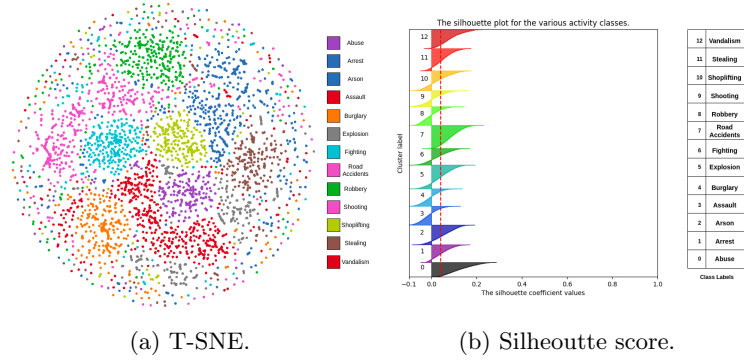 Abuse
Arrest
Arson
Assault
Burglary
Explosion
Fighting
Road
Accidents
Robbery
Shooting
Shoplifting
Stealing
Vandalism
(a) T-SNE.
The silhouette plot for the various activity classes.
Cluster label
12
11
10
9
8
7
6
5
4
3
2
1
0
−0.1 0.0 0.2 0.4 0.6 0.8 1.0
The silhouette coefficient values
12 Vandalism
11 Stealing
10 Shoplifting
9 Shooting
8 Robbery
7 Road
Accidents
6 Fighting
5 Explosion
4 Burglary
3 Assault
2 Arson
1 Arrest
0 Abuse
Class Labels
(b) Silheoutte score.